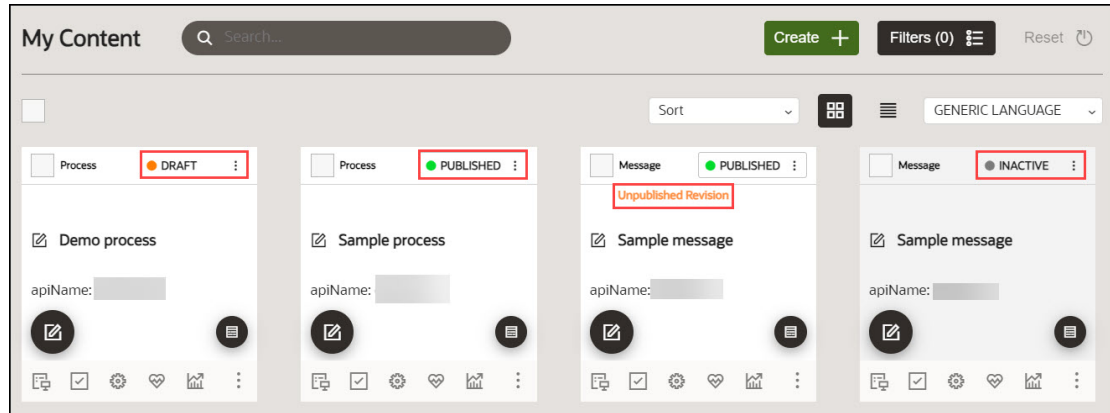 My Content
Search...
Create
Filters (0)
Reset
Sort
GENERIC LANGUAGE
Process
DRAFT
Demo process
apiName:
Process
PUBLISHED
Sample process
apiName:
Message
PUBLISHED
Unpublished Revision
Sample message
apiName:
Message
INACTIVE
Sample message
apiName: